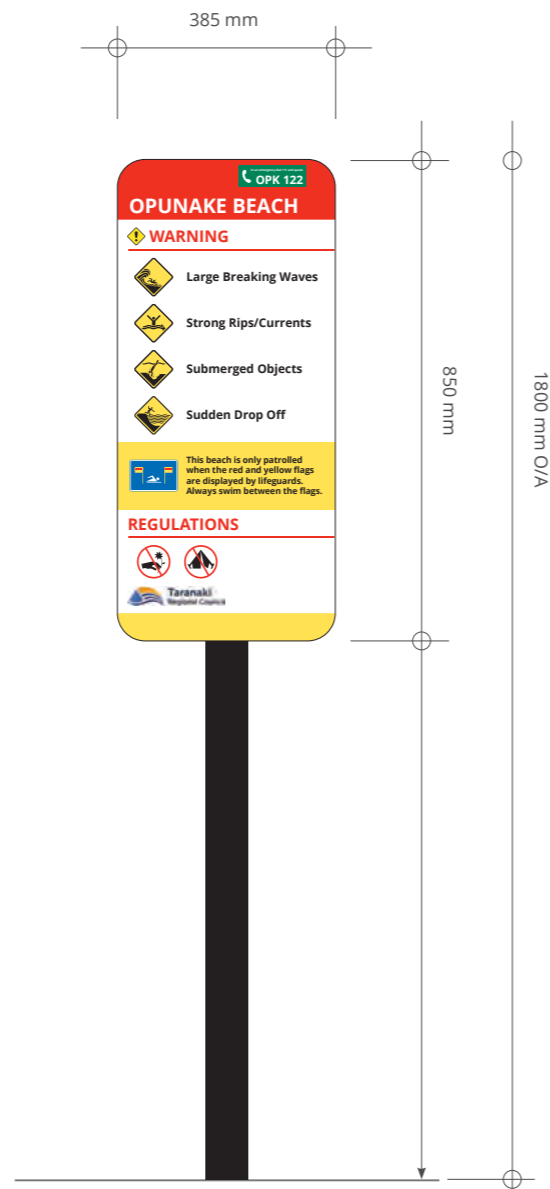 385 mm
OPK 122
OPUNAKE BEACH
WARNING
Large Breaking Waves
Strong Rips/Currents
Submerged Objects
Sudden Drop Off
This beach is only patrolled
when the red and yellow flags
are displayed by lifeguards.
Always swim between the flags.
REGULATIONS
Taranaki
Regional Council
850 mm
1800 mm O/A